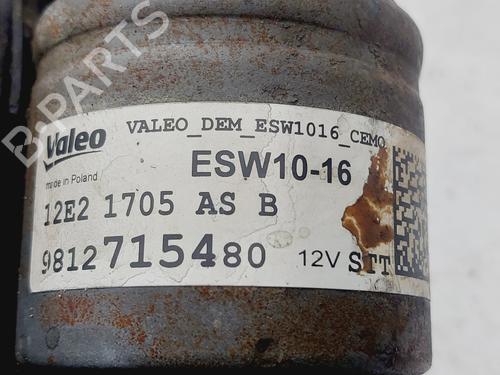 B-PARTS
Valeo
VALEO_DEM_ESW1016_CEMO
made in Poland
ESW10-16
12E2 1705 AS B
9812715480
12V STT